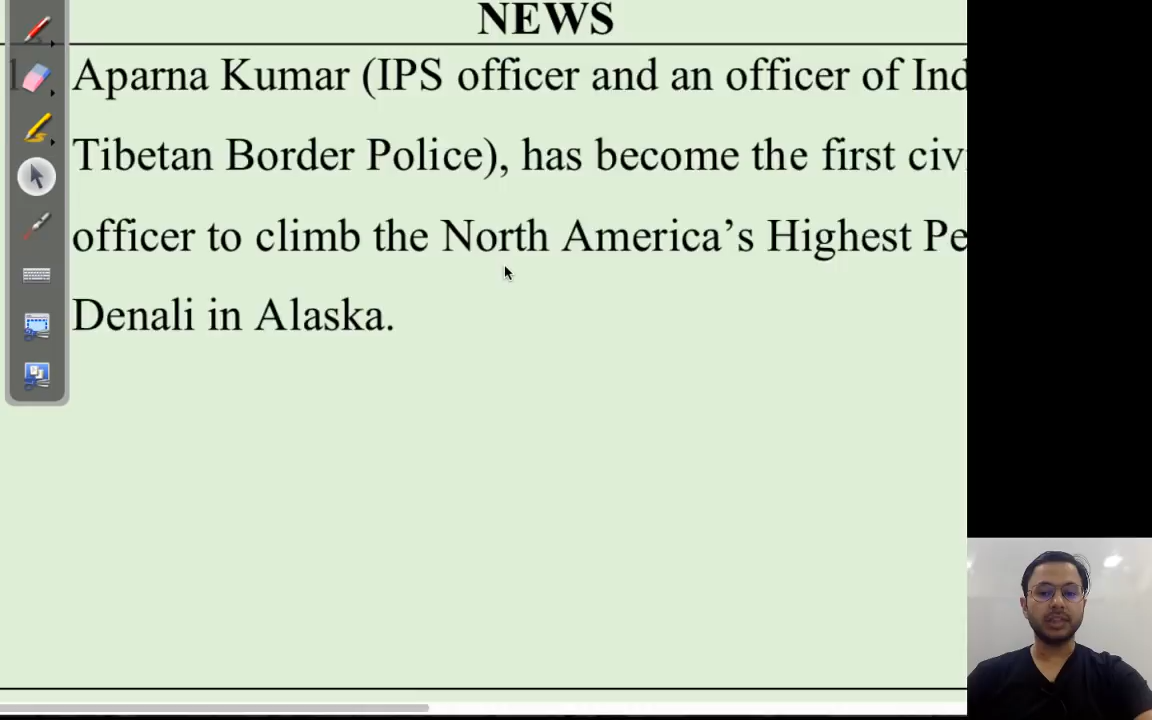 NEWS
Aparna Kumar (IPS officer and an officer of Ind
Tibetan Border Police), has become the first civ
officer to climb the North America’s Highest Pe
Denali in Alaska.